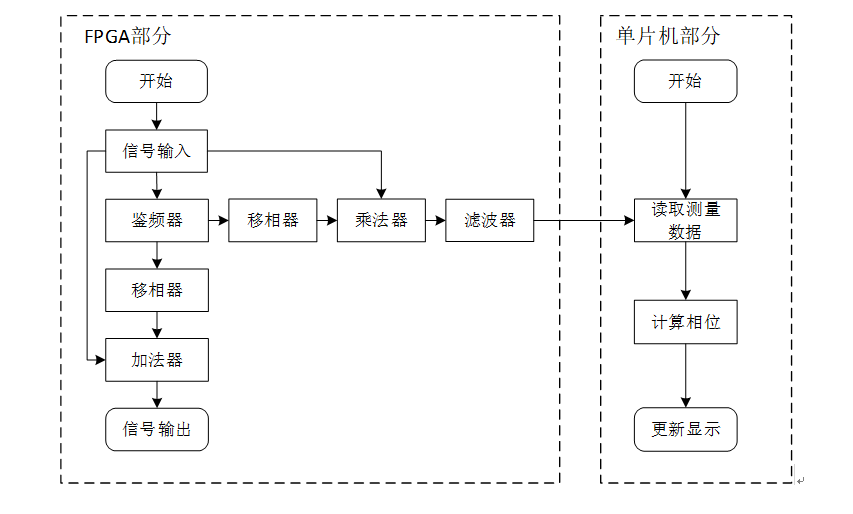 FPGA部分
开始
信号输入
鉴频器
移相器
乘法器
滤波器
移相器
加法器
信号输出
单片机部分
开始
读取测量
数据
计算相位
更新显示